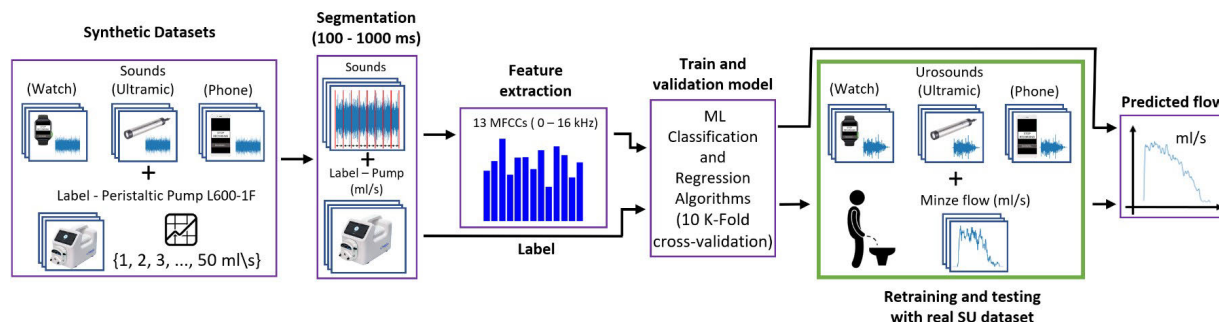 Synthetic Datasets
Sounds
(Watch)
(Ultramic)
(Phone)
+
Label - Peristaltic Pump L600-1F
{1, 2, 3, ..., 50 ml\s}
Segmentation
(100 - 1000 ms)
Sounds
+
Label – Pump
(ml/s)
Feature
extraction
13 MFCCs ( 0 – 16 kHz)
Label
Train and
validation model
ML
Classification
and
Regression
Algorithms
(10 K-Fold
cross-validation)
Urosounds
(Watch)
(Ultramic)
(Phone)
+
Minze flow (ml/s)
Retraining and testing
with real SU dataset
Predicted flow
ml/s